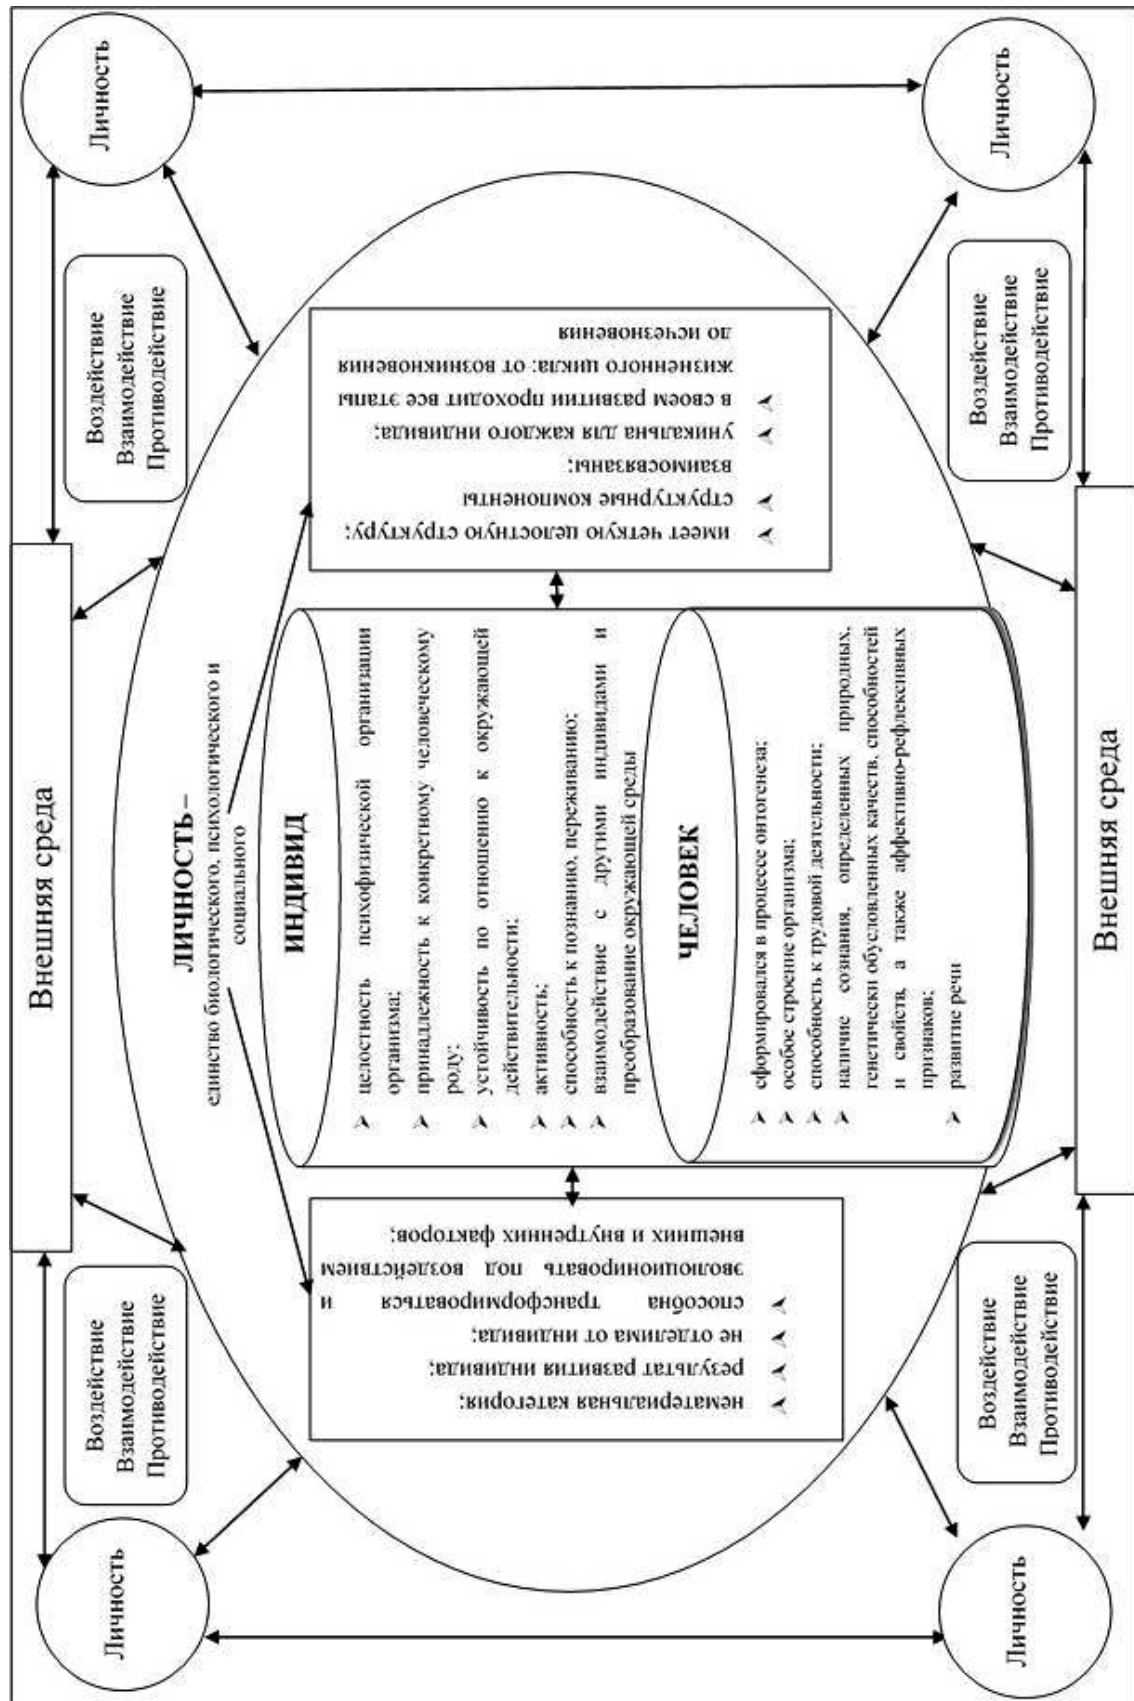 Личность
Внешняя среда
Личность
Воздействие
Взаимодействие
Противодействие
Воздействие
Взаимодействие
Противодействие
ЛИЧНОСТЬ –
единство биологического, психологического и
социального
➢ нематериальная категория;
➢ результат развития индивида;
➢ не отделима от индивида;
➢ способна трансформироваться и
эволюционировать под воздействием
внешних и внутренних факторов;
ИНДИВИД
➢ целостность психофизической организации
организма;
➢ принадлежность к конкретному человеческому
роду;
➢ устойчивость по отношению к окружающей
действительности;
➢ активность;
➢ способность к познанию, переживанию;
➢ взаимодействие с другими индивидами и
преобразование окружающей среды
ЧЕЛОВЕК
➢ сформировался в процессе онтогенеза;
➢ особое строение организма;
➢ способность к трудовой деятельности;
➢ наличие сознания, определенных природных,
генетически обусловленных качеств, способностей
и свойств, а также аффективно-рефлексивных
признаков;
➢ развитие речи
➢ имеет четкую целостную структуру;
➢ структурные компоненты
взаимосвязаны;
➢ уникальна для каждого индивида;
➢ в своем развитии проходит все этапы
жизненного цикла: от возникновения
до исчезновения
Воздействие
Взаимодействие
Противодействие
Воздействие
Взаимодействие
Противодействие
Личность
Внешняя среда
Личность